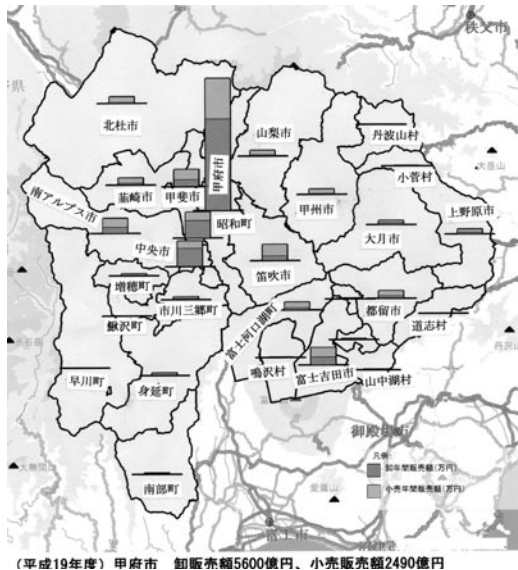 秩父市
北杜市
山梨市
丹波山村
甲府市
小菅村
韮崎市
甲斐市
南アルプス市
甲州市
上野原市
昭和町
大月市
中央市
笛吹市
増穂町
市川三郷町
都留市
道志村
鰍沢町
富士河口湖町
鳴沢村
富士吉田市
山中湖村
早川町
身延町
南部町
凡例
卸年間販売額(万円)
小売年間販売額(万円)
富士市
(平成19年度) 甲府市 卸販売額5600億円、小売販売額2490億円